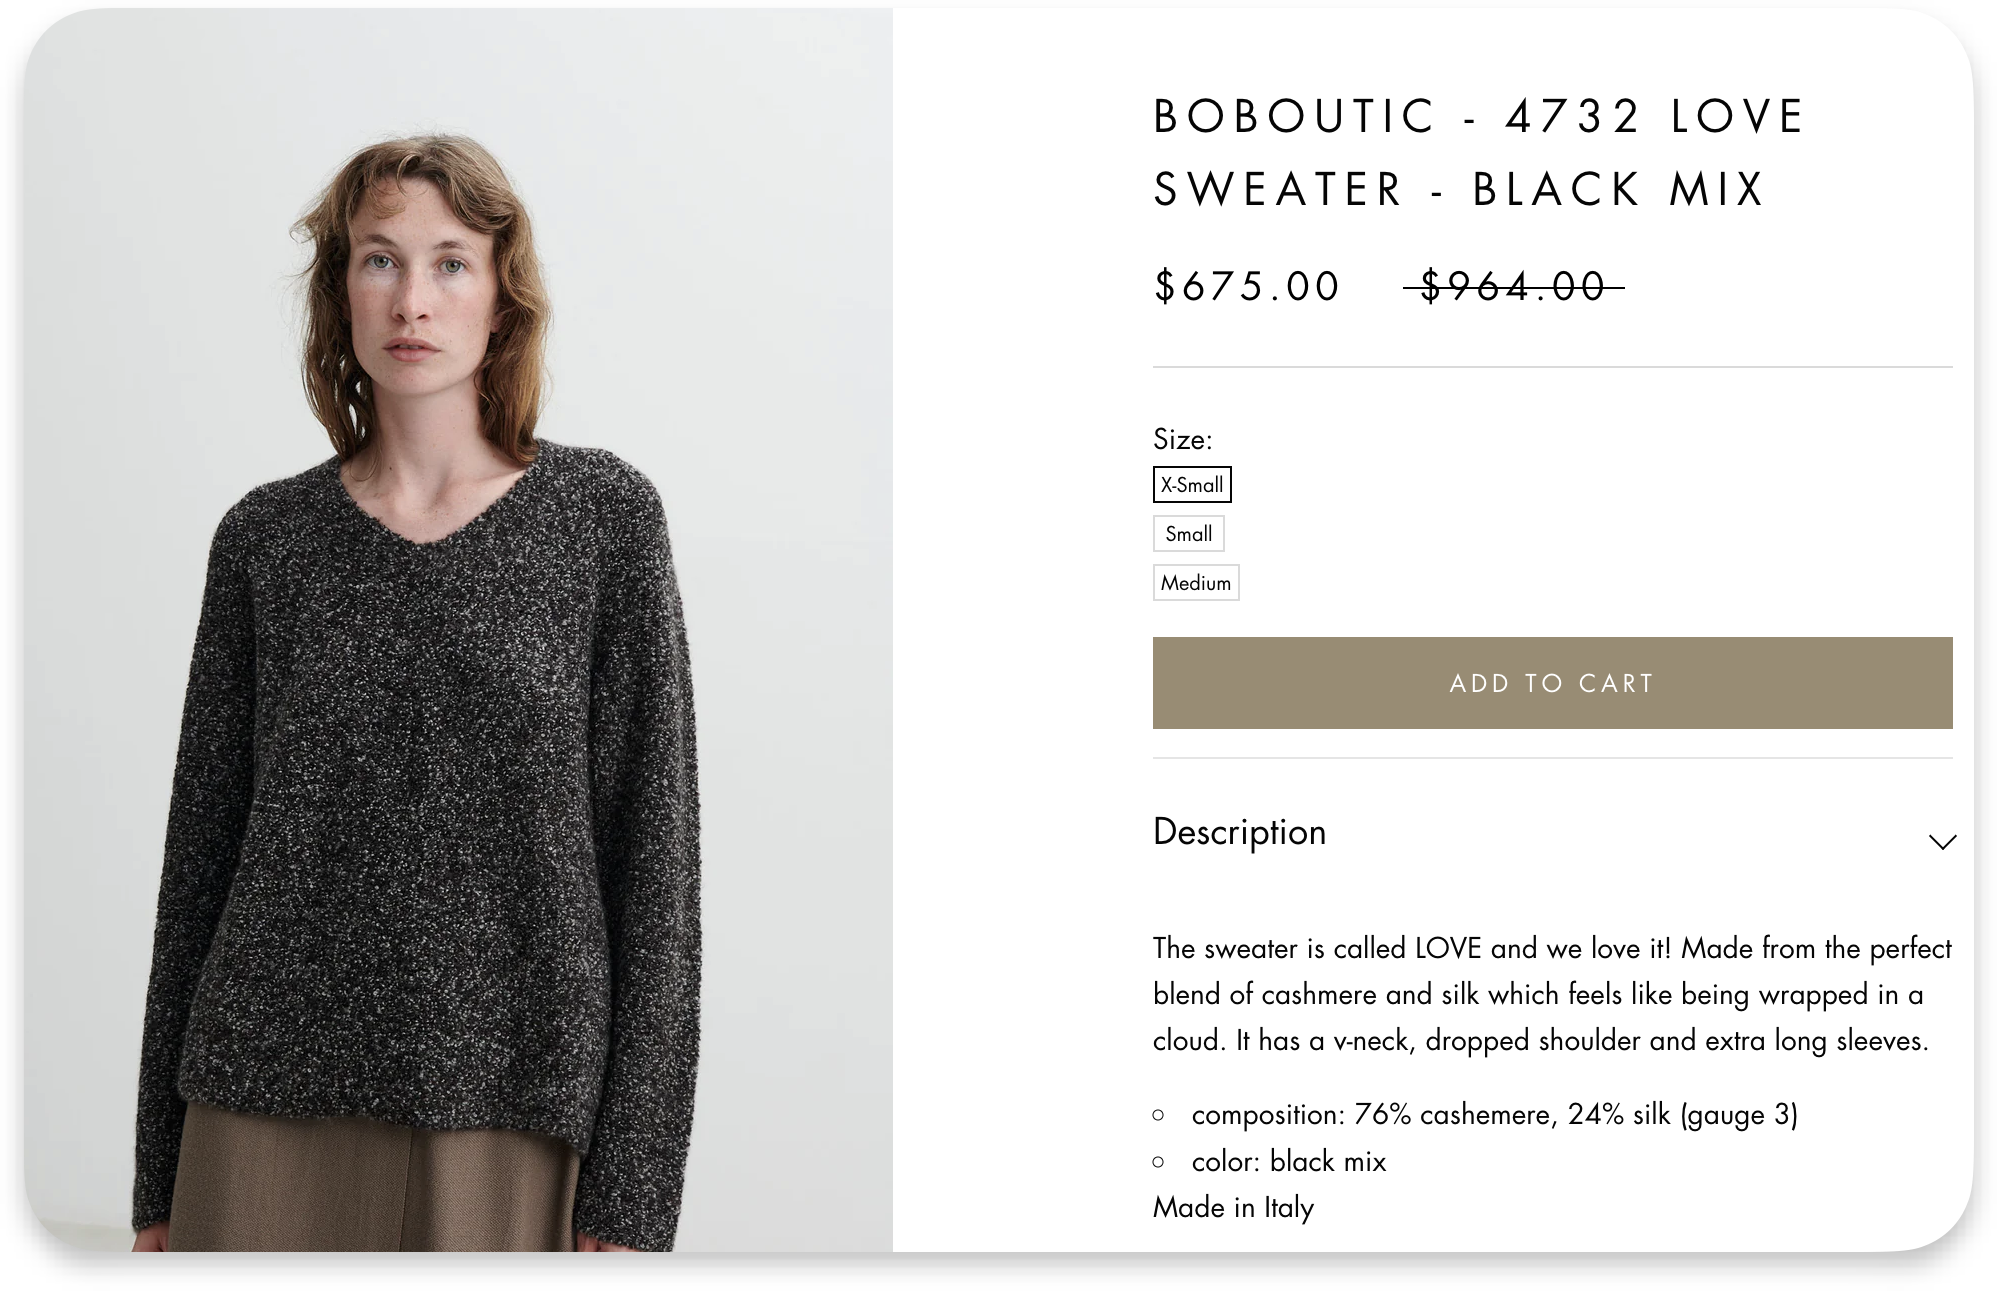 BOBOUTIC - 4732 LOVE
SWEATER - BLACK MIX
$675.00 $964.00
Size:
X-Small
Small
Medium
ADD TO CART
Description
The sweater is called LOVE and we love it! Made from the perfect
blend of cashmere and silk which feels like being wrapped in a
cloud. It has a v-neck, dropped shoulder and extra long sleeves.
composition: 76% cashemere, 24% silk (gauge 3)
color: black mix
Made in Italy